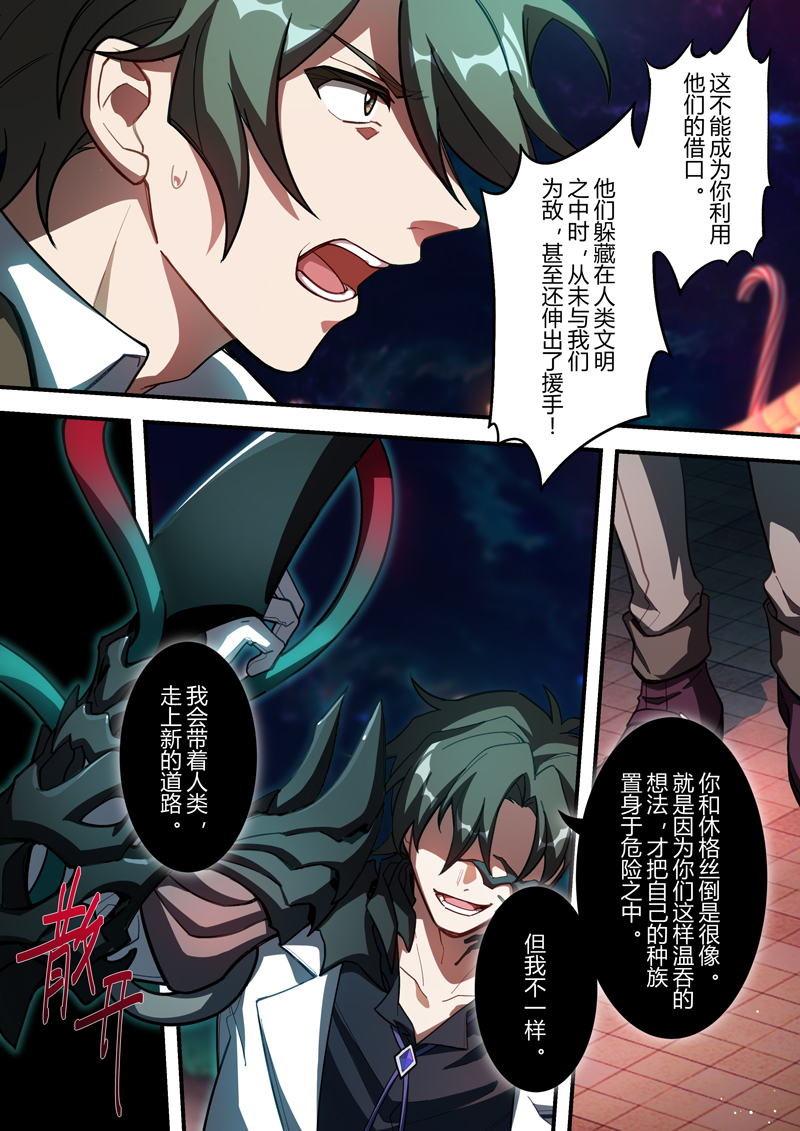 这不能成为你利用
他们的借口。
他们躲藏在人类文明
之中时，从未与我们
为敌，甚至还伸出了援手！
你和休格丝倒是很像。
就是因为你们这样温吞的
想法，才把自己的种族
置身于危险之中。
但我不一样。
我会带着人类，
走上新的道路。
散开